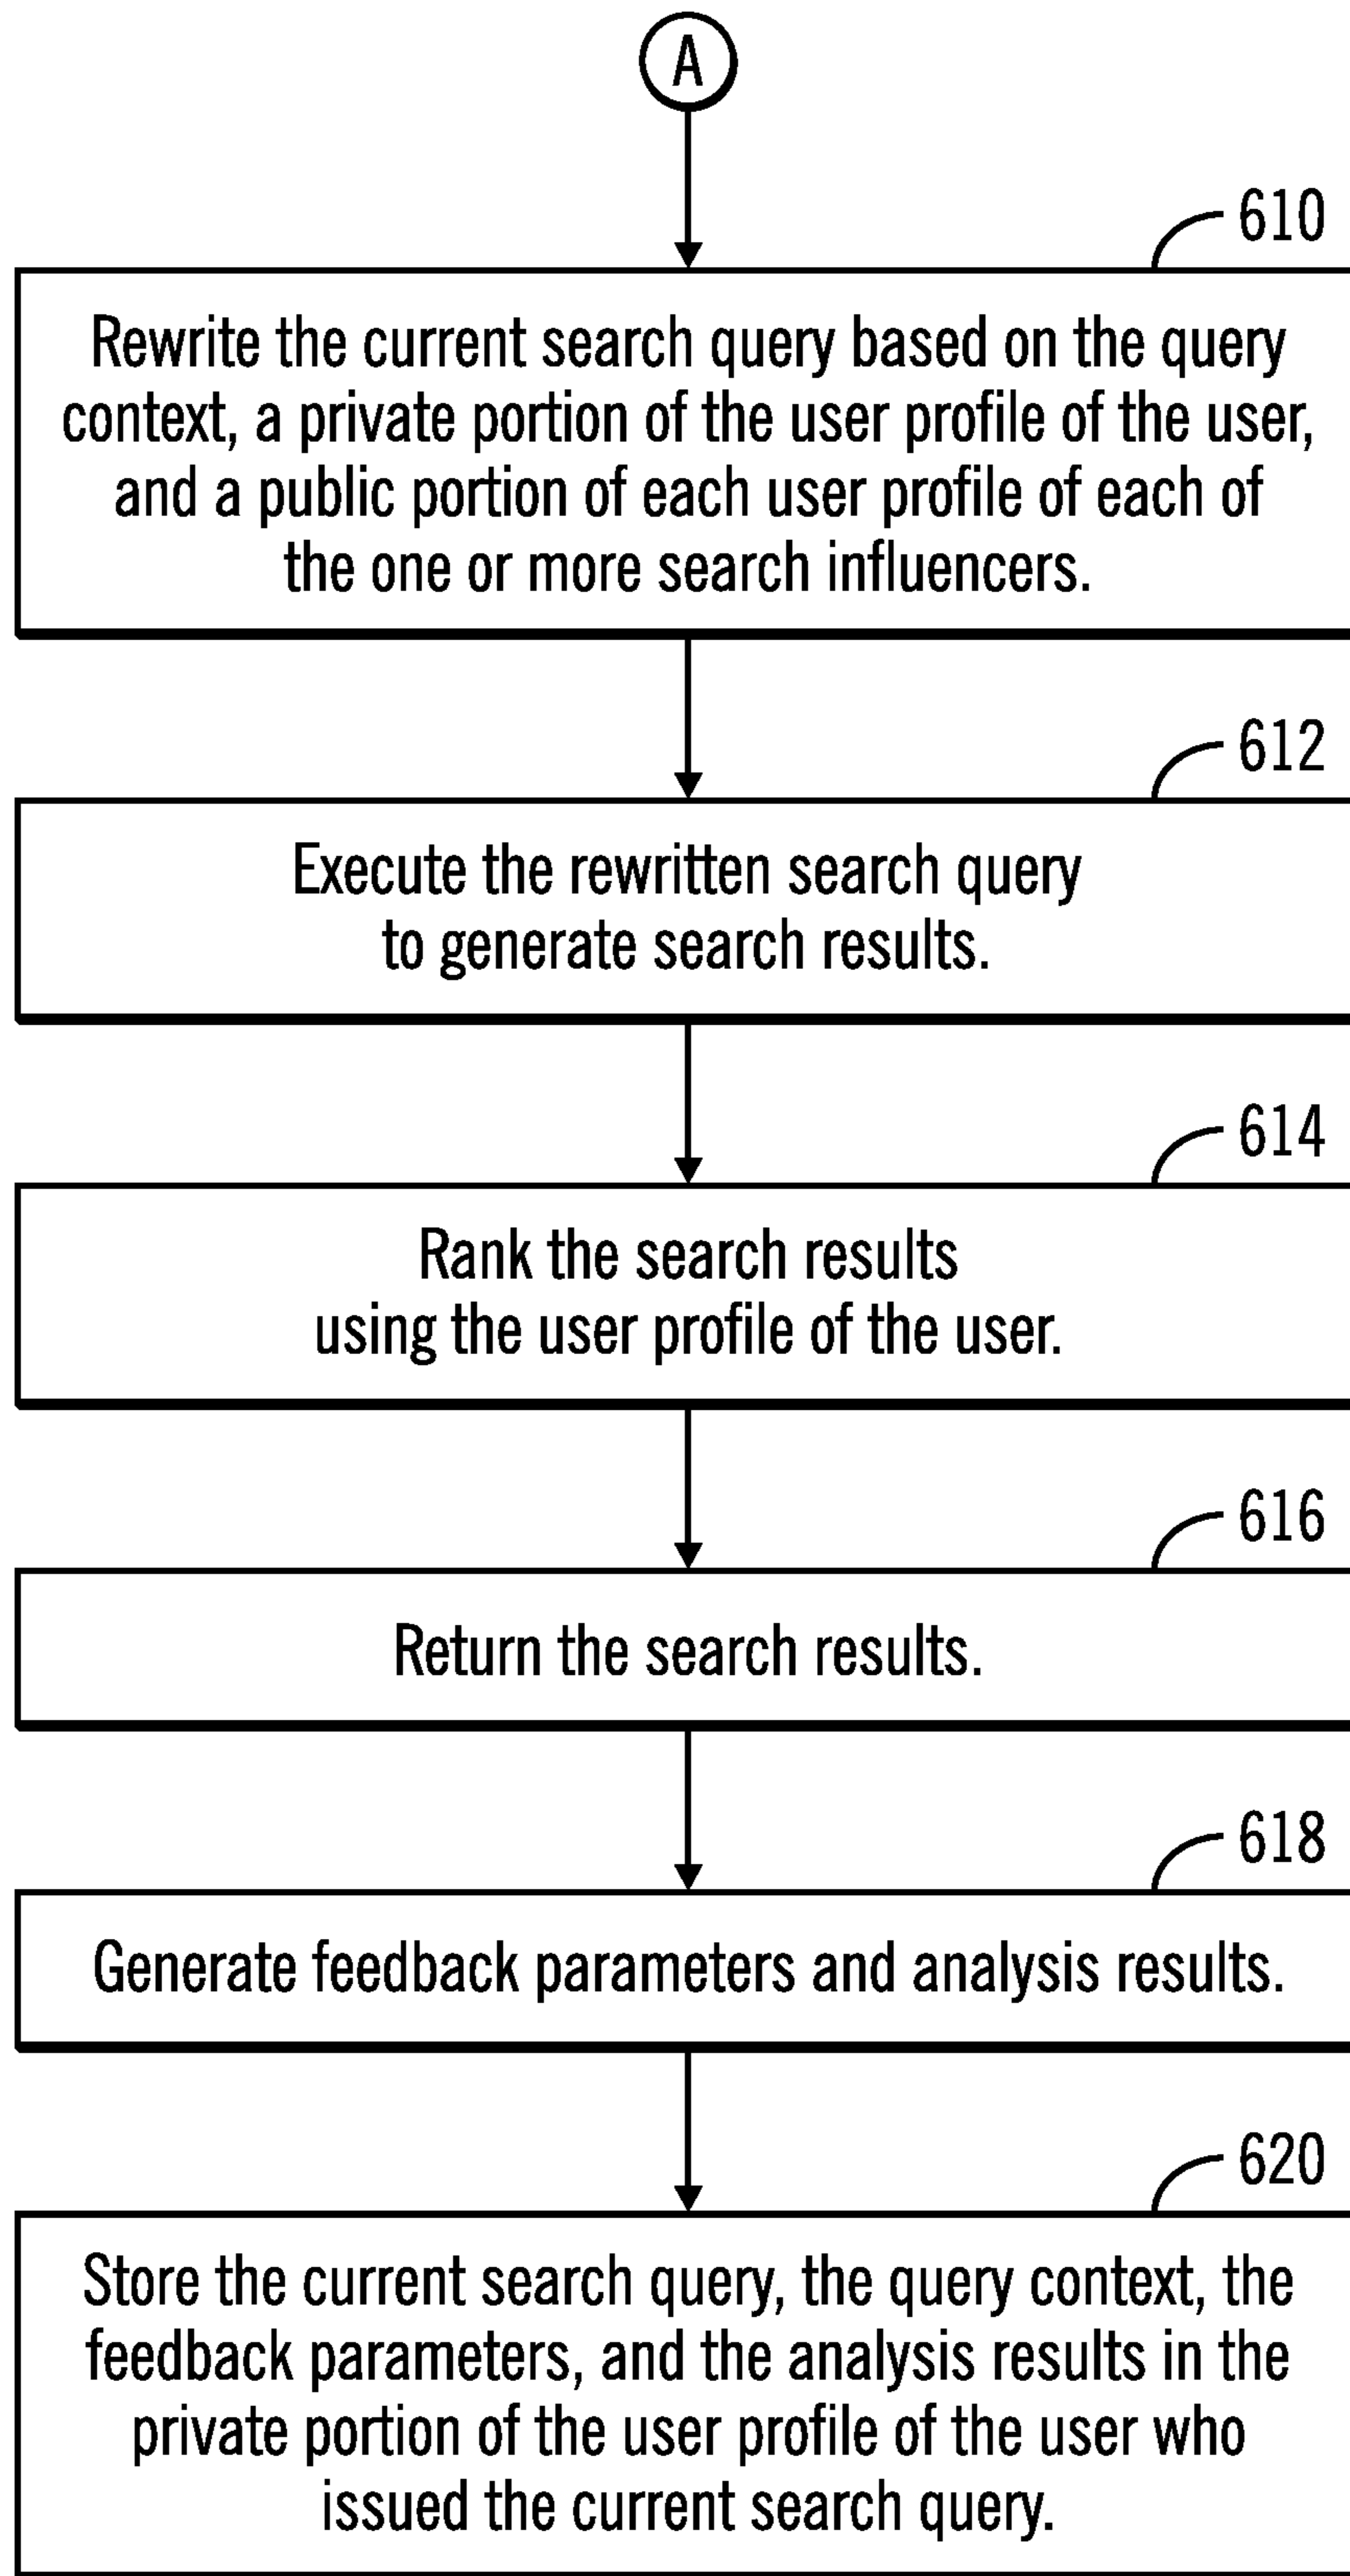 A
610
Rewrite the current search query based on the query
context, a private portion of the user profile of the user,
and a public portion of each user profile of each of
the one or more search influencers.
612
Execute the rewritten search query
to generate search results.
614
Rank the search results
using the user profile of the user.
616
Return the search results.
618
Generate feedback parameters and analysis results.
620
Store the current search query, the query context, the
feedback parameters, and the analysis results in the
private portion of the user profile of the user who
issued the current search query.